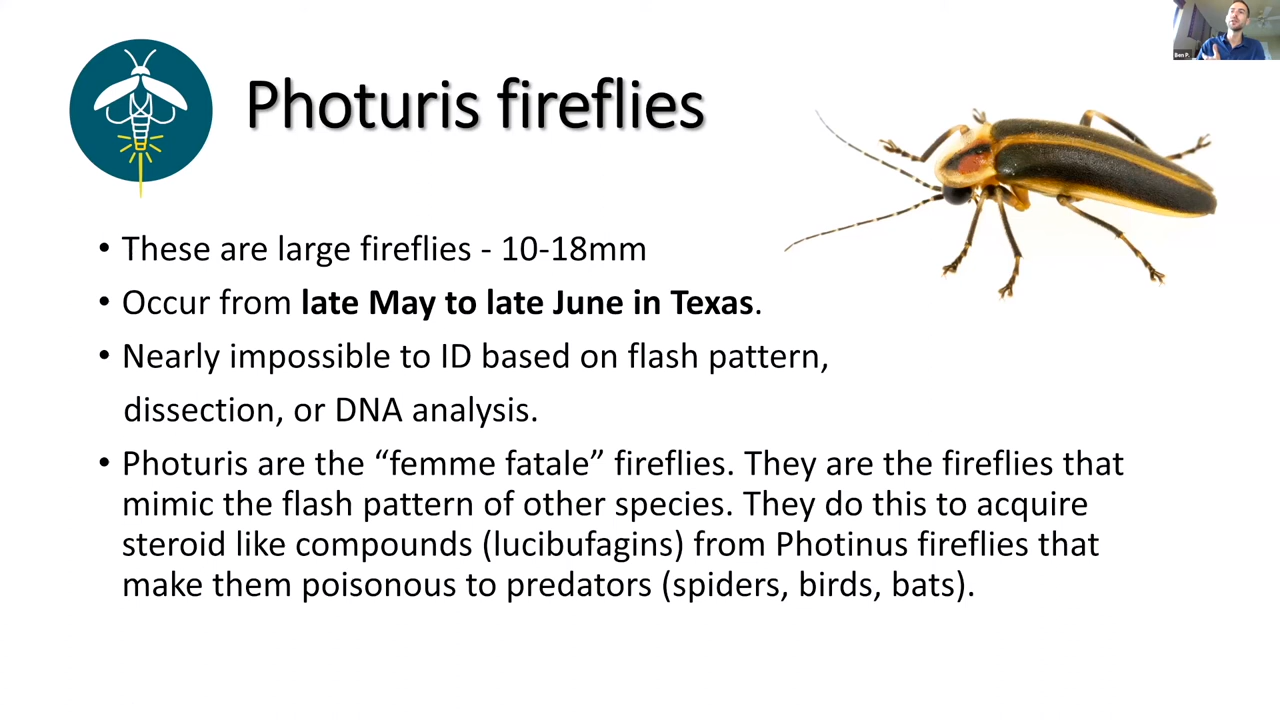 Photuris fireflies
Ben P.
• These are large fireflies - 10-18mm
• Occur from late May to late June in Texas.
• Nearly impossible to ID based on flash pattern,
dissection, or DNA analysis.
• Photuris are the “femme fatale” fireflies. They are the fireflies that
mimic the flash pattern of other species. They do this to acquire
steroid like compounds (lucibufagins) from Photinus fireflies that
make them poisonous to predators (spiders, birds, bats).